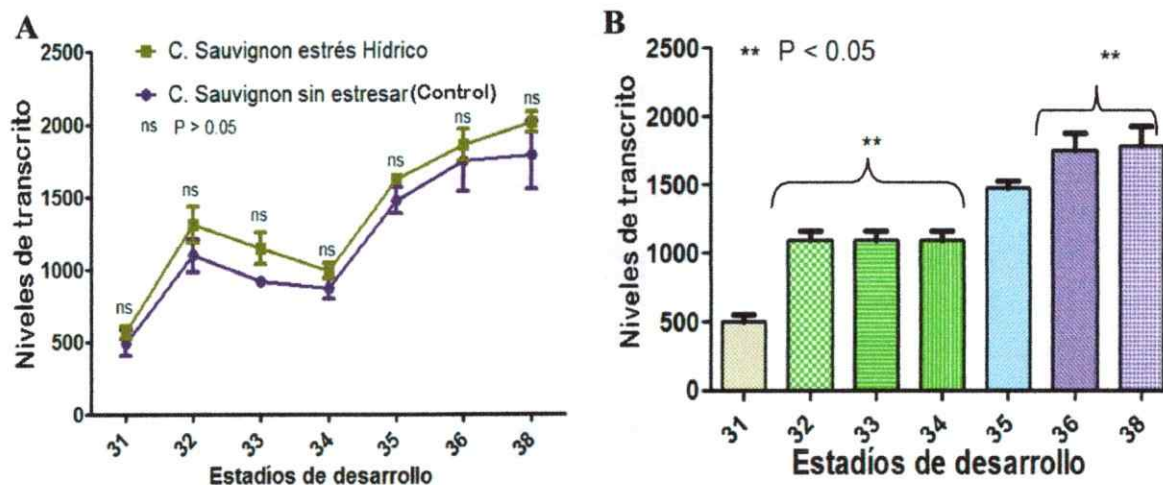 A
2500
C. Sauvignon estrés Hídrico
C. Sauvignon sin estresar(Control)
ns P > 0.05
2000
1500
1000
500
0
Niveles de transcrito
ns
ns
ns
ns
ns
ns
ns
31
32
33
34
35
36
38
Estadíos de desarrollo
B
2500
** P < 0.05
**
2000
**
1500
1000
500
0
Niveles de transcrito
31
32
33
34
35
36
38
Estadíos de desarrollo